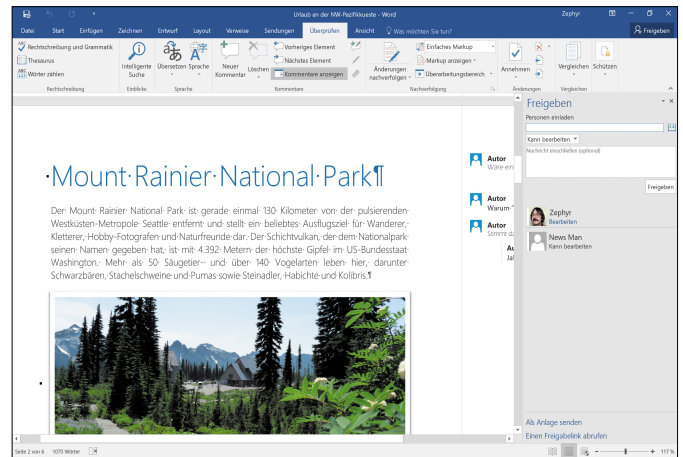 Urlaub an der NW-Pazifikkueste - Word
Zephyr
Datei Start Einfügen Zeichnen Entwurf Layout Verweise Sendungen Überprüfen Ansicht Was möchten Sie tun? Freigeben
Rechtschreibung und Grammatik
Thesaurus
Wörter zählen
Rechtschreibung
Intelligente Suche
Einblicke
Übersetzen Sprache
Sprache
Neuer Kommentar
Löschen
Vorheriges Element
Nächstes Element
Kommentare anzeigen
Kommentare
Änderungen nachverfolgen
Einfaches Markup
Markup anzeigen
Überarbeitungsbereich
Nachverfolgung
Annehmen
Änderungen
Vergleichen
Vergleichen
Schützen
·Mount·Rainier·National·Park¶
Der· Mount· Rainier· National· Park· ist· gerade· einmal· 130· Kilometer· von· der· pulsierenden·
Westküsten-Metropole· Seattle· entfernt· und· stellt· ein· beliebtes· Ausflugsziel· für· Wanderer,·
Kletterer,·Hobby-Fotografen·und·Naturfreunde·dar.·Der·Schichtvulkan,·der·dem·Nationalpark·
seinen· Namen· gegeben· hat,· ist· mit· 4.392· Metern· der· höchste· Gipfel· im· US-Bundesstaat·
Washington.· Mehr· als· 50· Säugetier-· und· über· 140· Vogelarten· leben· hier,· darunter·
Schwarzbären,·Stachelschweine·und·Pumas·sowie·Steinadler,·Habichte·und·Kolibris.¶
Autor
Wäre em
Autor
Warum "
Autor
Stimmt da
Au
Jal
Freigeben
Personen einladen
Kann bearbeiten
Nachricht einschließen (optional)
Freigeben
Zephyr
Bearbeiten
News Man
Kann bearbeiten
Als Anlage senden
Einen Freigabelink abrufen
Seite 2 von 6 1070 Wörter
117 %